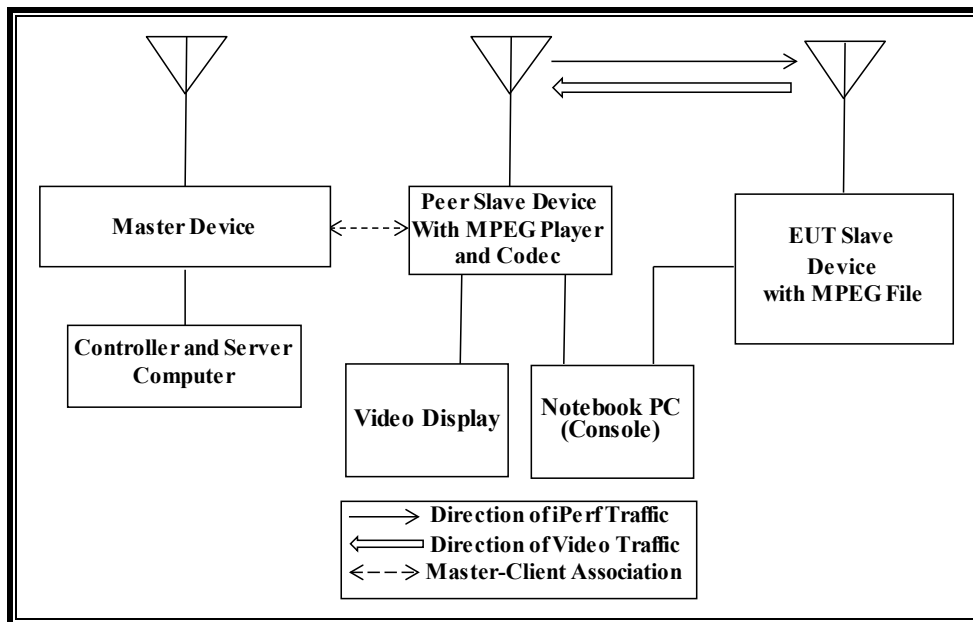 Master Device
Peer Slave Device
With MPEG Player
and Codec
EUT Slave
Device
with MPEG File
Controller and Server
Computer
Video Display
Notebook PC
(Console)
Direction of iPerf Traffic
Direction of Video Traffic
Master-Client Association